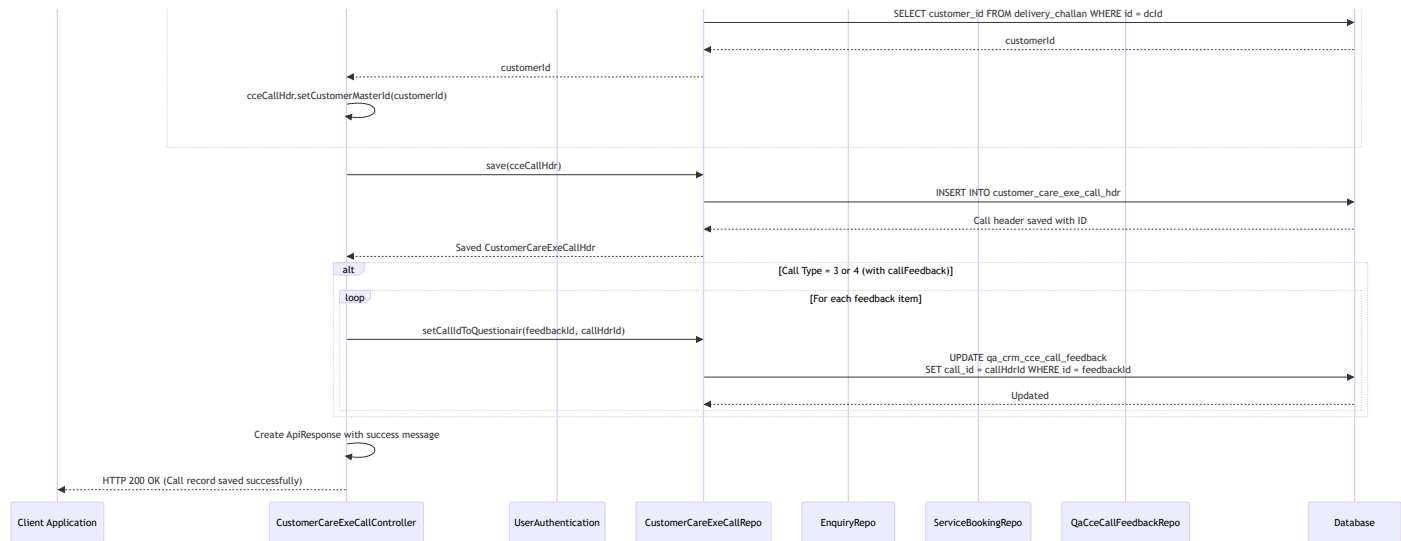 SELECT customer_id FROM delivery_challan WHERE id = dcId
customerId
customerId
cceCallHdr.setCustomerMasterId(customerId)
save(cceCallHdr)
INSERT INTO customer_care_exe_call_hdr
Call header saved with ID
Saved CustomerCareExeCallHdr
alt
[Call Type = 3 or 4 (with callFeedback)]
loop
[For each feedback item]
setCallIdToQuestionair(feedbackId, callHdrId)
UPDATE qa_crm_cce_call_feedback
SET call_id = callHdrId WHERE id = feedbackId
Updated
Create ApiResponse with success message
HTTP 200 OK (Call record saved successfully)
Client Application
CustomerCareExeCallController
UserAuthentication
CustomerCareExeCallRepo
EnquiryRepo
ServiceBookingRepo
QaCceCallFeedbackRepo
Database